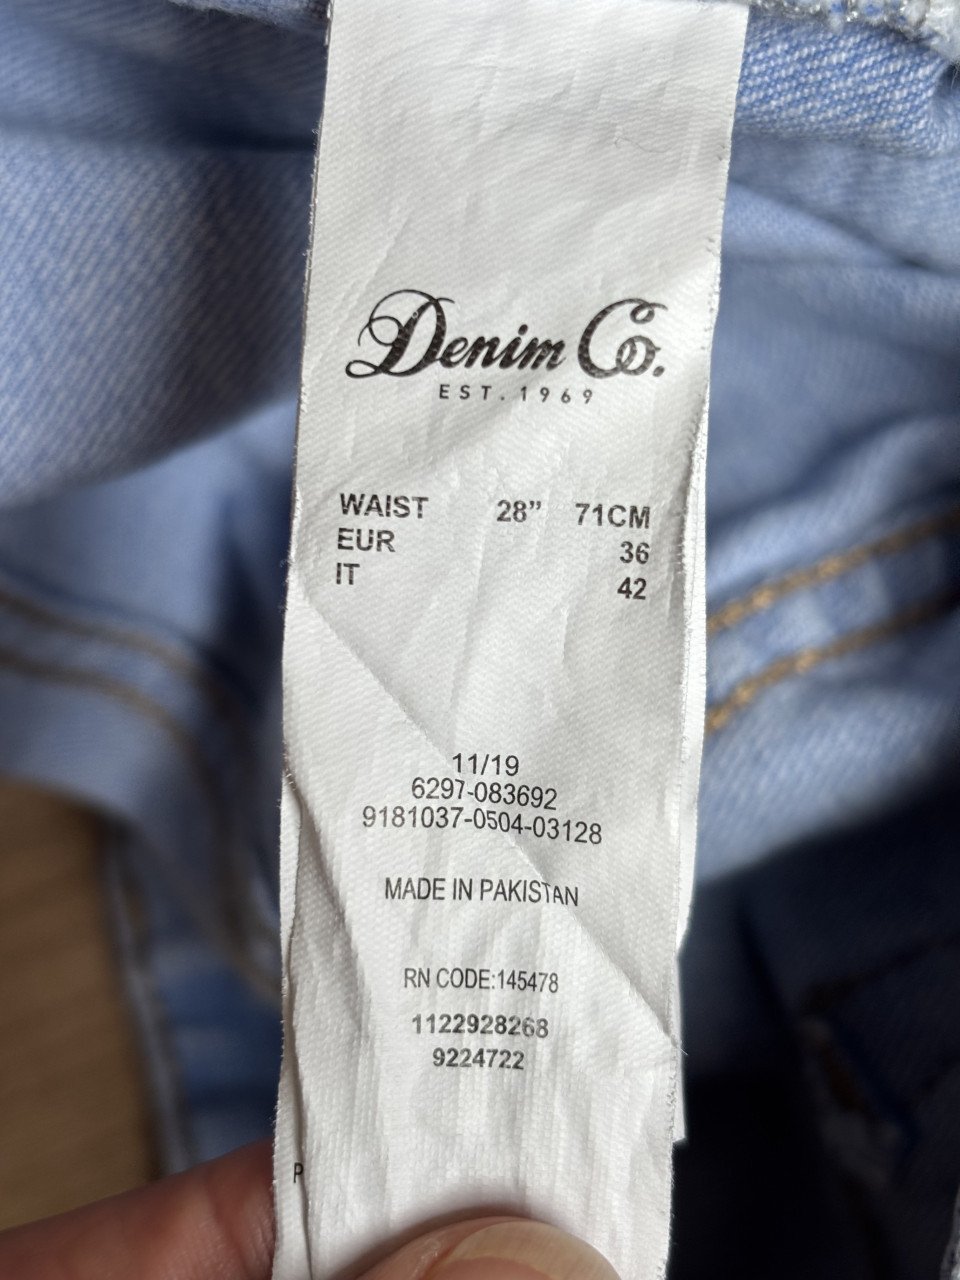 Denim Co.
EST. 1969
WAIST 28” 71CM
EUR 36
IT 42
11/19
6297-083692
9181037-0504-03128
MADE IN PAKISTAN
RN CODE:145478
1122928268
9224722
P